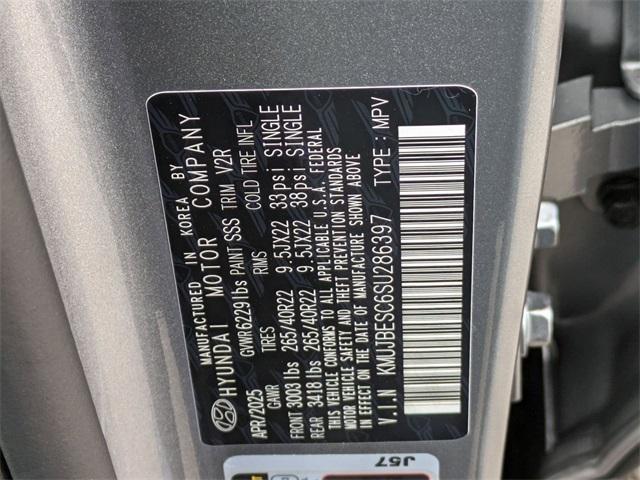 MANUFACTURED IN KOREA BY
HYUNDAI MOTOR COMPANY
APR/2025 GVWR 6229 lbs PAINT SSS TRIM V2R
GAWR TIRES RIMS COLD TIRE INFL
FRONT 3003 lbs 265/40R22 9.5JX22 33psi SINGLE
REAR 3418 lbs 265/40R22 9.5JX22 38psi SINGLE
THIS VEHICLE CONFORMS TO ALL APPLICABLE U.S.A. FEDERAL
MOTOR VEHICLE SAFETY AND THEFT PREVENTION STANDARDS
IN EFFECT ON THE DATE OF MANUFACTURE SHOWN ABOVE
V.I.N KMUJBESC6SU286397 TYPE : MPV
J57